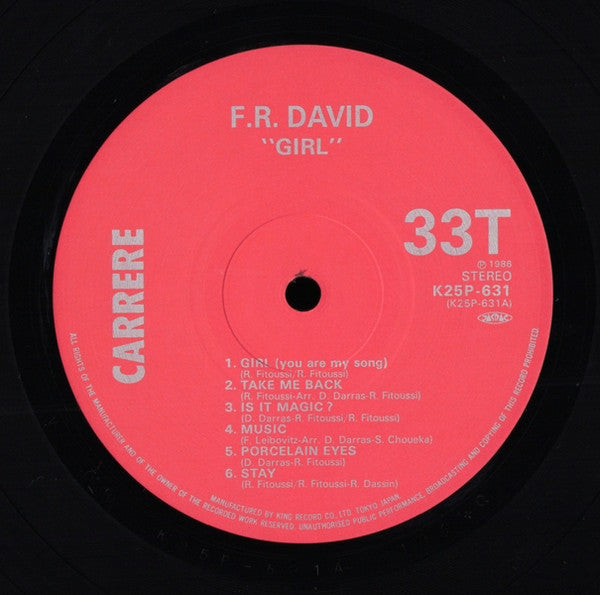 F.R. DAVID
"GIRL"
CARRERE
33T
℗ 1986
STEREO
K25P-631
(K25P-631A)
JASRAC
1. GIRL (you are my song)
(R. Fitoussi/R. Fitoussi)
2. TAKE ME BACK
(R. Fitoussi-Arr. D. Darras-R. Fitoussi)
3. IS IT MAGIC?
(D. Darras-R. Fitoussi/R. Fitoussi)
4. MUSIC
(F. Leibovitz-Arr. D. Darras-S. Choueka)
5. PORCELAIN EYES
(D. Darras-R. Fitoussi)
6. STAY
(R. Fitoussi/R. Fitoussi-R. Dassin)
ALL RIGHTS OF THE MANUFACTURER AND OF THE OWNER OF THE RECORDED WORK RESERVED. UNAUTHORISED PUBLIC PERFORMANCE, BROADCASTING AND COPYING OF THIS RECORD PROHIBITED
MANUFACTURED BY KING RECORD CO., LTD. TOKYO JAPAN